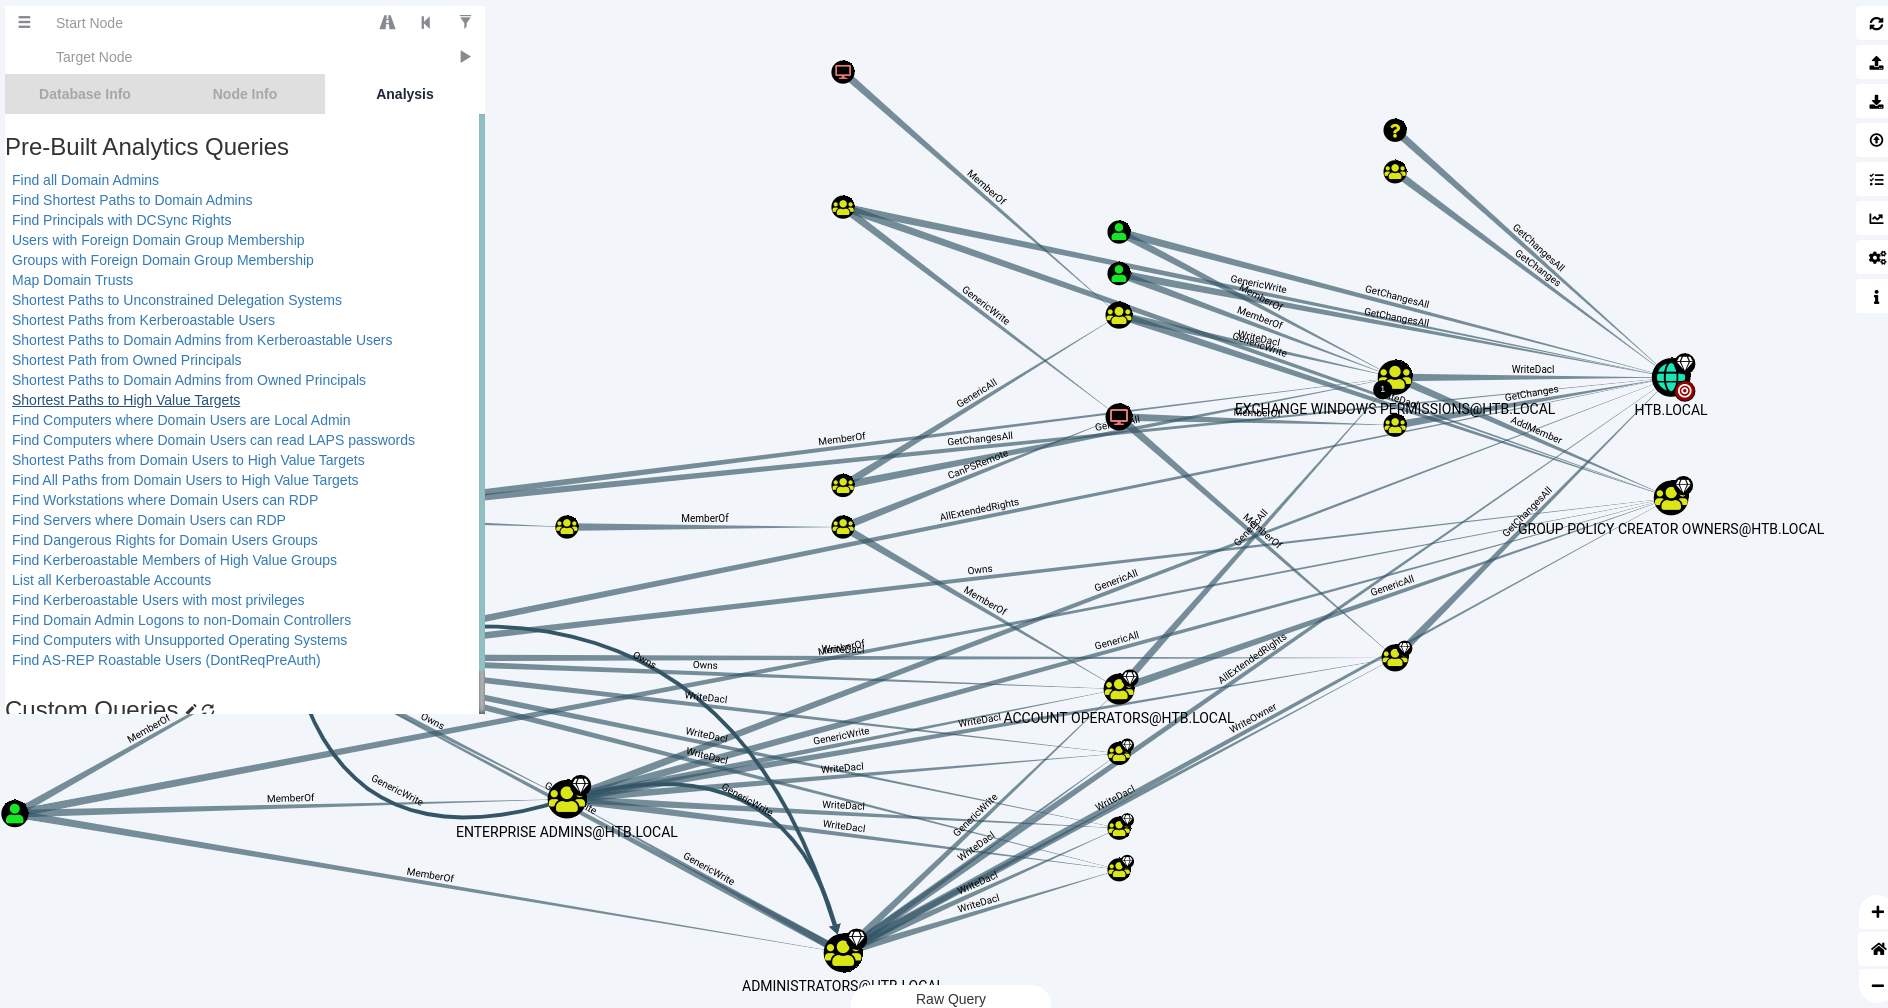 Start Node
Target Node
Database Info
Node Info
Analysis
Pre-Built Analytics Queries
Find all Domain Admins
Find Shortest Paths to Domain Admins
Find Principals with DCSync Rights
Users with Foreign Domain Group Membership
Groups with Foreign Domain Group Membership
Map Domain Trusts
Shortest Paths to Unconstrained Delegation Systems
Shortest Paths from Kerberoastable Users
Shortest Paths to Domain Admins from Kerberoastable Users
Shortest Path from Owned Principals
Shortest Paths to Domain Admins from Owned Principals
Shortest Paths to High Value Targets
Find Computers where Domain Users are Local Admin
Find Computers where Domain Users can read LAPS passwords
Shortest Paths from Domain Users to High Value Targets
Find All Paths from Domain Users to High Value Targets
Find Workstations where Domain Users can RDP
Find Servers where Domain Users can RDP
Find Dangerous Rights for Domain Users Groups
Find Kerberoastable Members of High Value Groups
List all Kerberoastable Accounts
Find Kerberoastable Users with most privileges
Find Domain Admin Logons to non-Domain Controllers
Find Computers with Unsupported Operating Systems
Find AS-REP Roastable Users (DontReqPreAuth)
Custom Queries
MemberOf
GetChangesAll
GetChanges
GenericWrite
MemberOf
GetChangesAll
GenericWrite
MemberOf
GetChangesAll
WriteDacl
GenericWrite
WriteDacl
GenericAll
GetChanges
1
EXCHANGE WINDOWS PERMISSIONS@HTB.LOCAL
HTB.LOCAL
MemberOf
AddMember
MemberOf
GetChangesAll
CanPSRemote
GetChangesAll
AllExtendedRights
MemberOf
MemberOf
GROUP POLICY CREATOR OWNERS@HTB.LOCAL
Owns
GenericAll
GenericAll
MemberOf
GenericAll
AllExtendedRights
WriteDacl
Owns
Owns
WriteDacl
WriteDacl
ACCOUNT OPERATORS@HTB.LOCAL
WriteOwner
Owns
MemberOf
WriteDacl
GenericWrite
WriteDacl
WriteDacl
GenericWrite
MemberOf
GenericWrite
WriteDacl
WriteDacl
GenericWrite
WriteDacl
ENTERPRISE ADMINS@HTB.LOCAL
WriteDacl
GenericWrite
MemberOf
WriteDacl
WriteDacl
ADMINISTRATORS@HTB.LOCAL
Raw Query